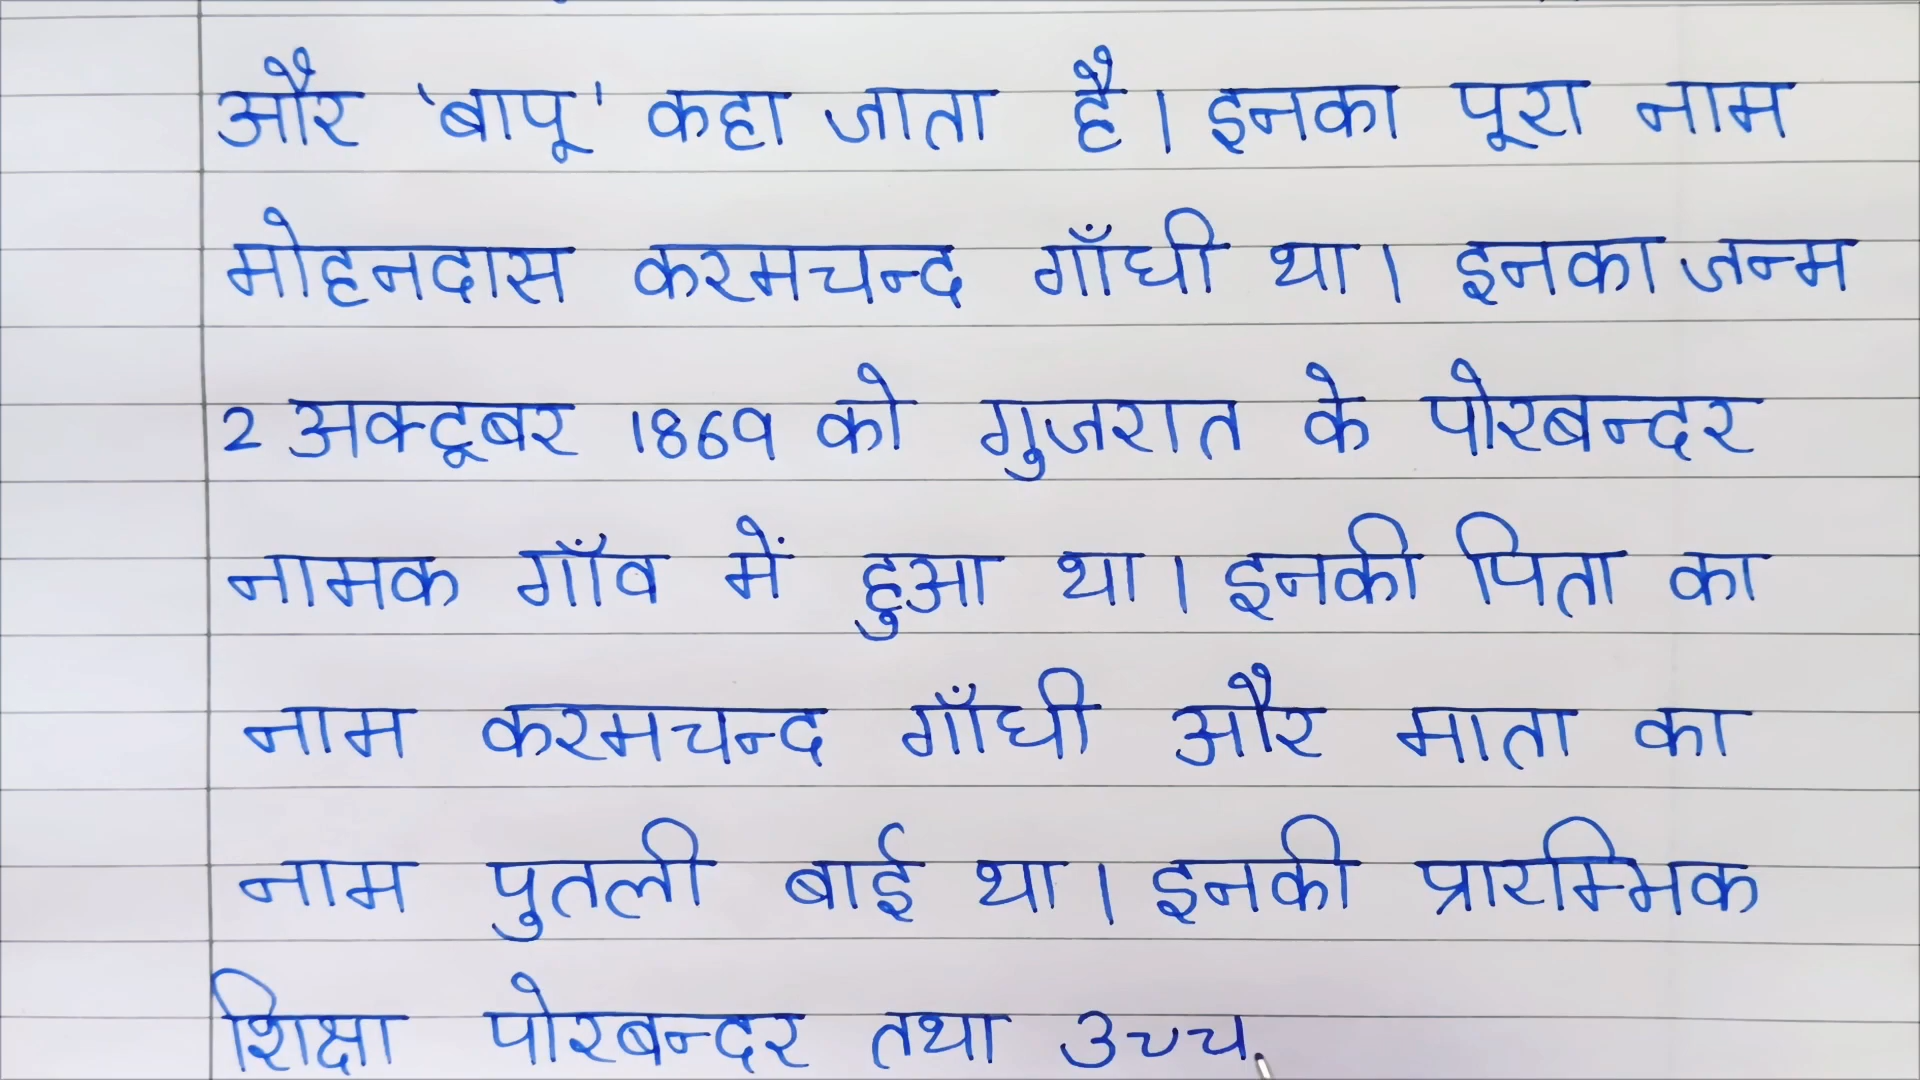 और 'बापू' कहा जाता है। इनका पूरा नाम
मोहनदास करमचन्द गाँधी था। इनका जन्म
2 अक्टूबर 1869 को गुजरात के पोरबन्दर
नामक गाँव में हुआ था। इनकी पिता का
नाम करमचन्द गाँधी और माता का
नाम पुतली बाई था। इनकी प्रारम्मिक
शिक्षा पोरबन्दर तथा उच्च